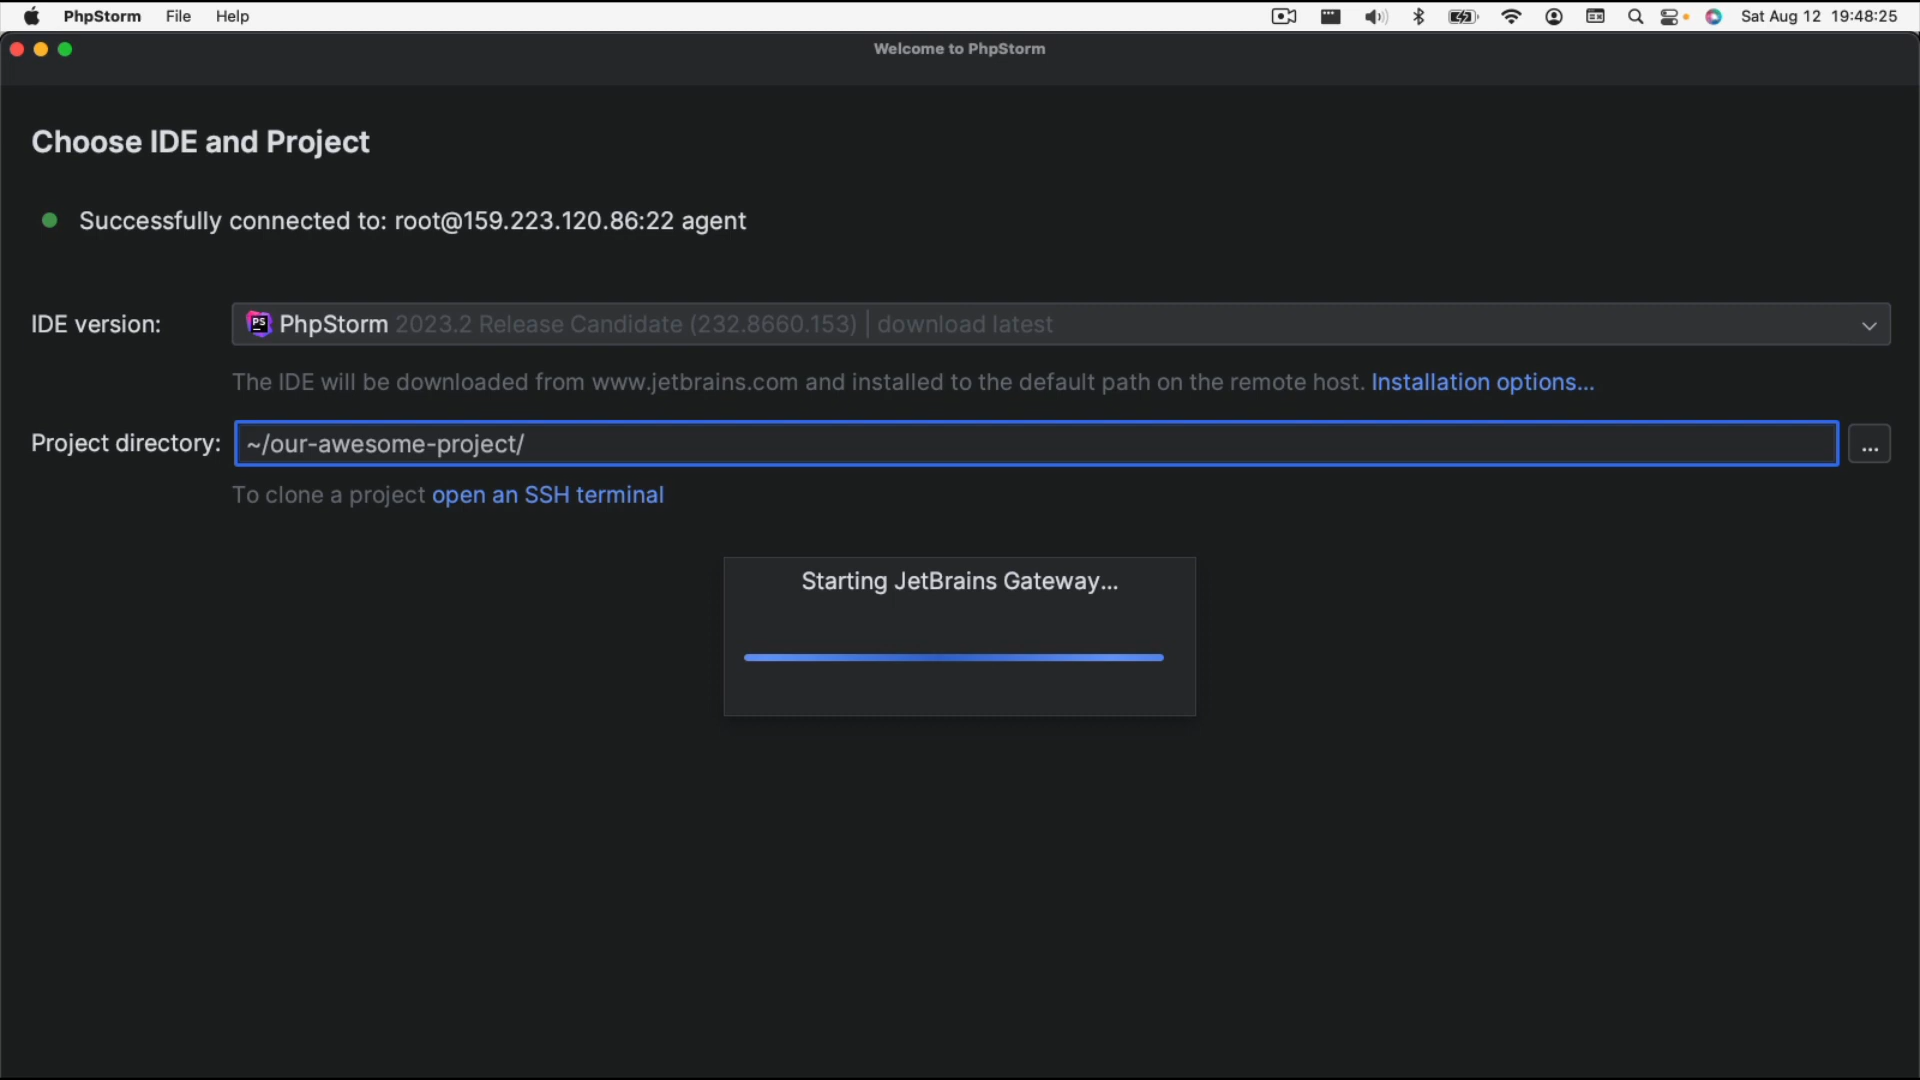 PhpStorm File Help Sat Aug 12 19:48:25
Welcome to PhpStorm
Choose IDE and Project
Successfully connected to: root@159.223.120.86:22 agent
IDE version: PS PhpStorm 2023.2 Release Candidate (232.8660.153) | download latest
The IDE will be downloaded from www.jetbrains.com and installed to the default path on the remote host. Installation options...
Project directory: ~/our-awesome-project/ ...
To clone a project open an SSH terminal
Starting JetBrains Gateway...